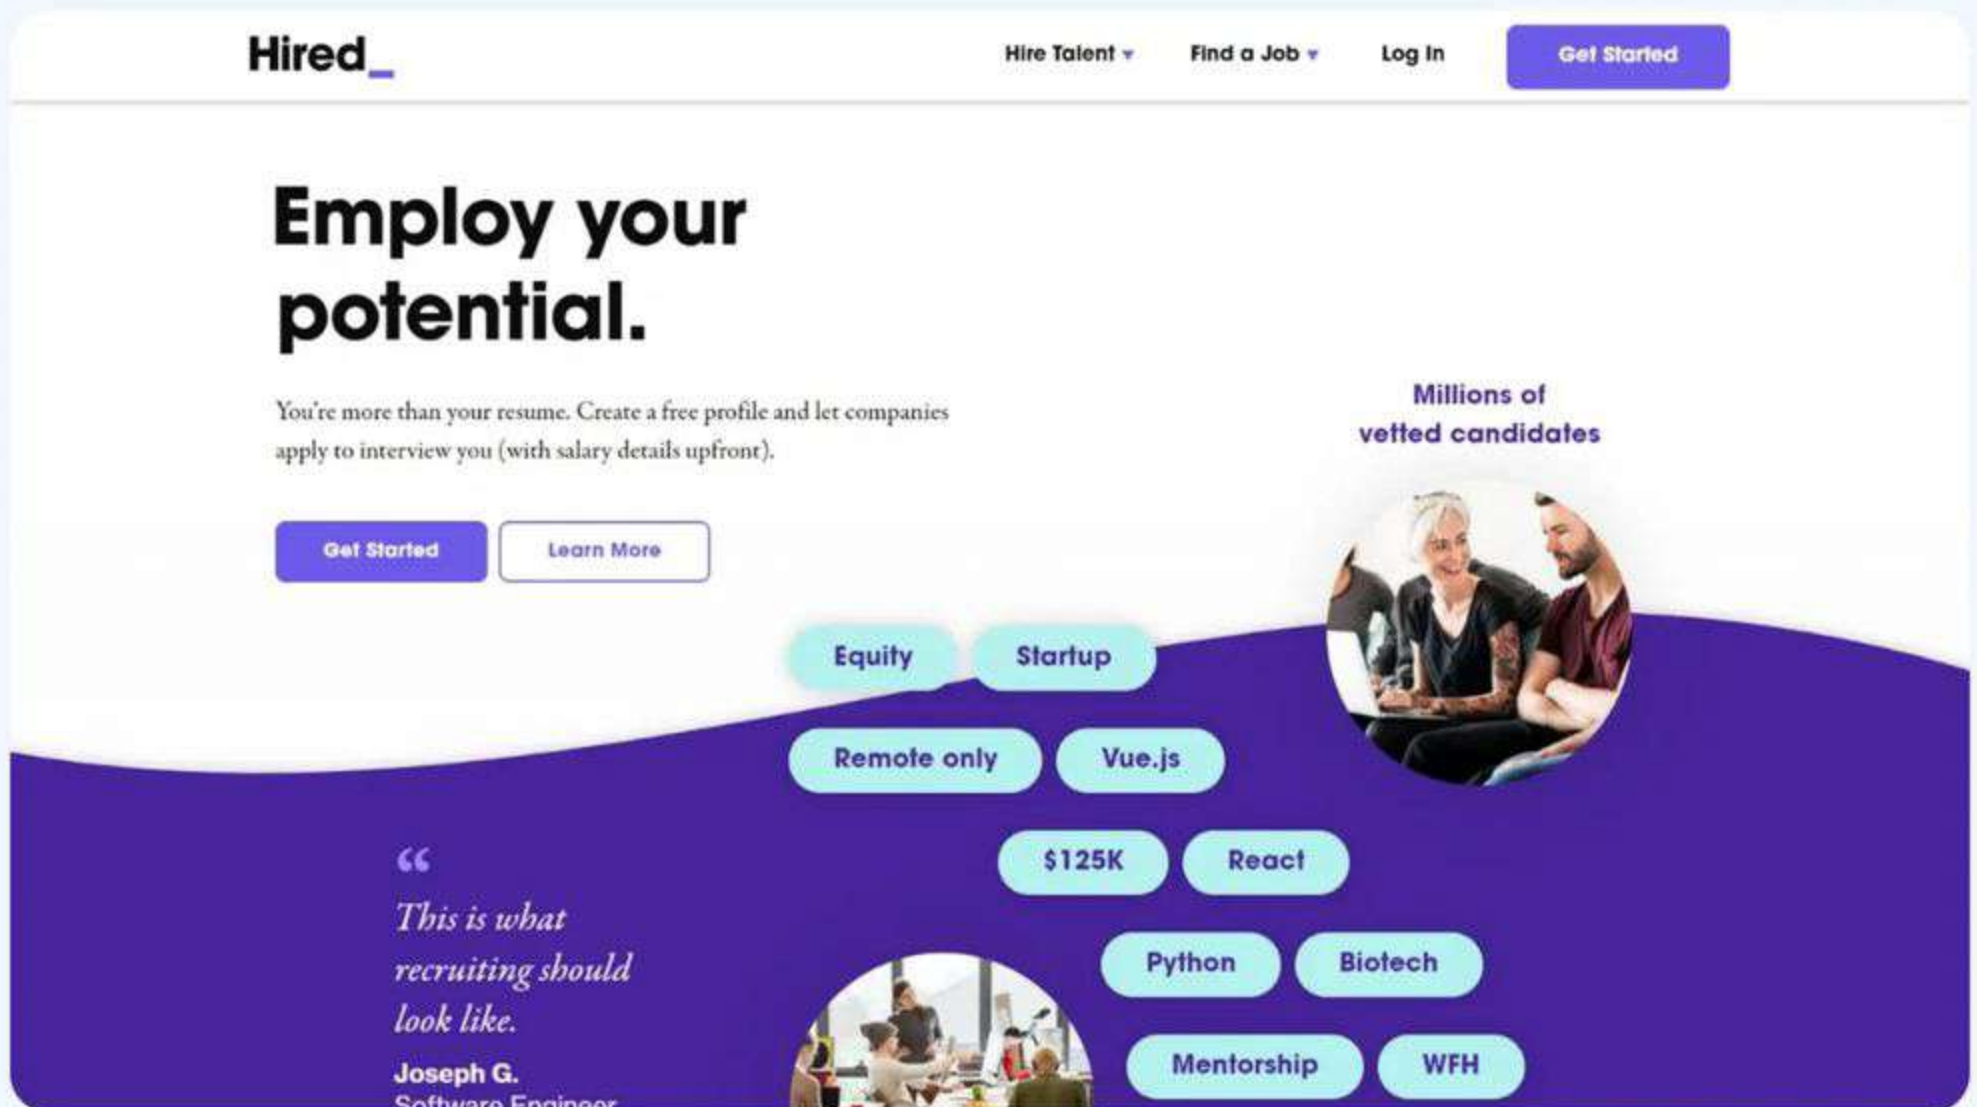 Hired_
Hire Talent
Find a Job
Log In
Get Started
Employ your
potential.
You're more than your resume. Create a free profile and let companies
apply to interview you (with salary details upfront).
Get Started
Learn More
Millions of
vetted candidates
Equity
Startup
Remote only
Vue.js
$125K
React
Python
Biotech
Mentorship
WFH
“
This is what
recruiting should
look like.
Joseph G.
Software Engineer